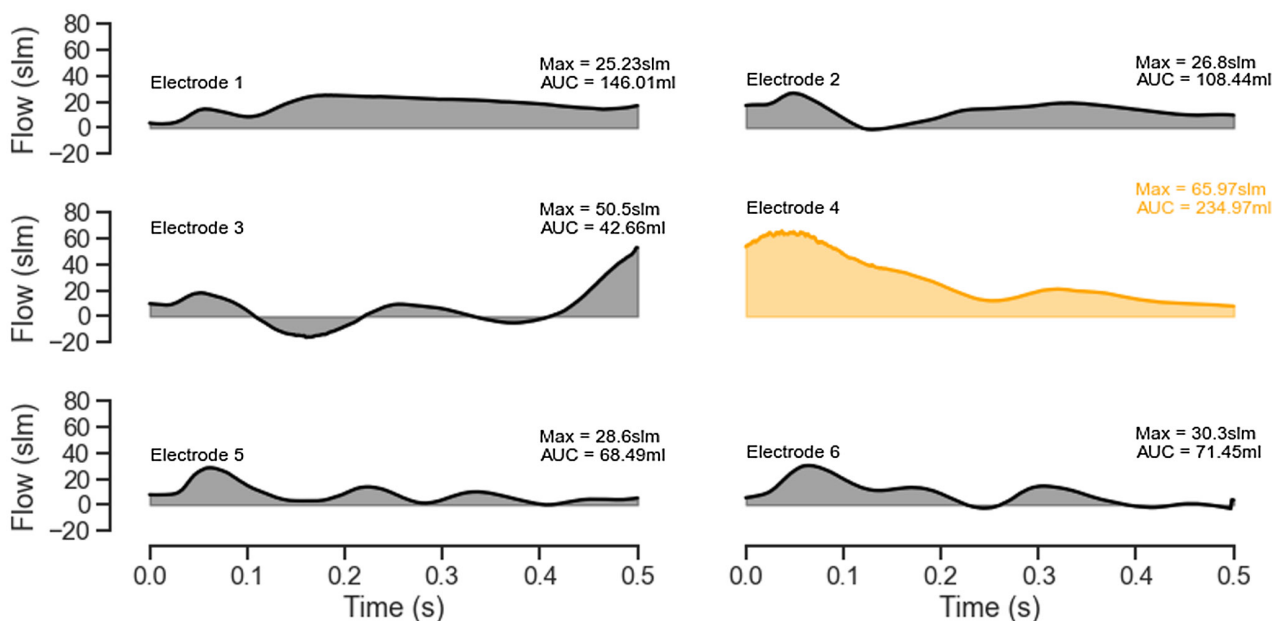 Electrode 1
Max = 25.23slm
AUC = 146.01ml
Electrode 2
Max = 26.8slm
AUC = 108.44ml
Flow (slm)
80
60
40
20
0
−20
Electrode 3
Max = 50.5slm
AUC = 42.66ml
Electrode 4
Max = 65.97slm
AUC = 234.97ml
Flow (slm)
80
60
40
20
0
−20
Electrode 5
Max = 28.6slm
AUC = 68.49ml
Electrode 6
Max = 30.3slm
AUC = 71.45ml
Flow (slm)
80
60
40
20
0
−20
0.0 0.1 0.2 0.3 0.4 0.5
Time (s)
0.0 0.1 0.2 0.3 0.4 0.5
Time (s)